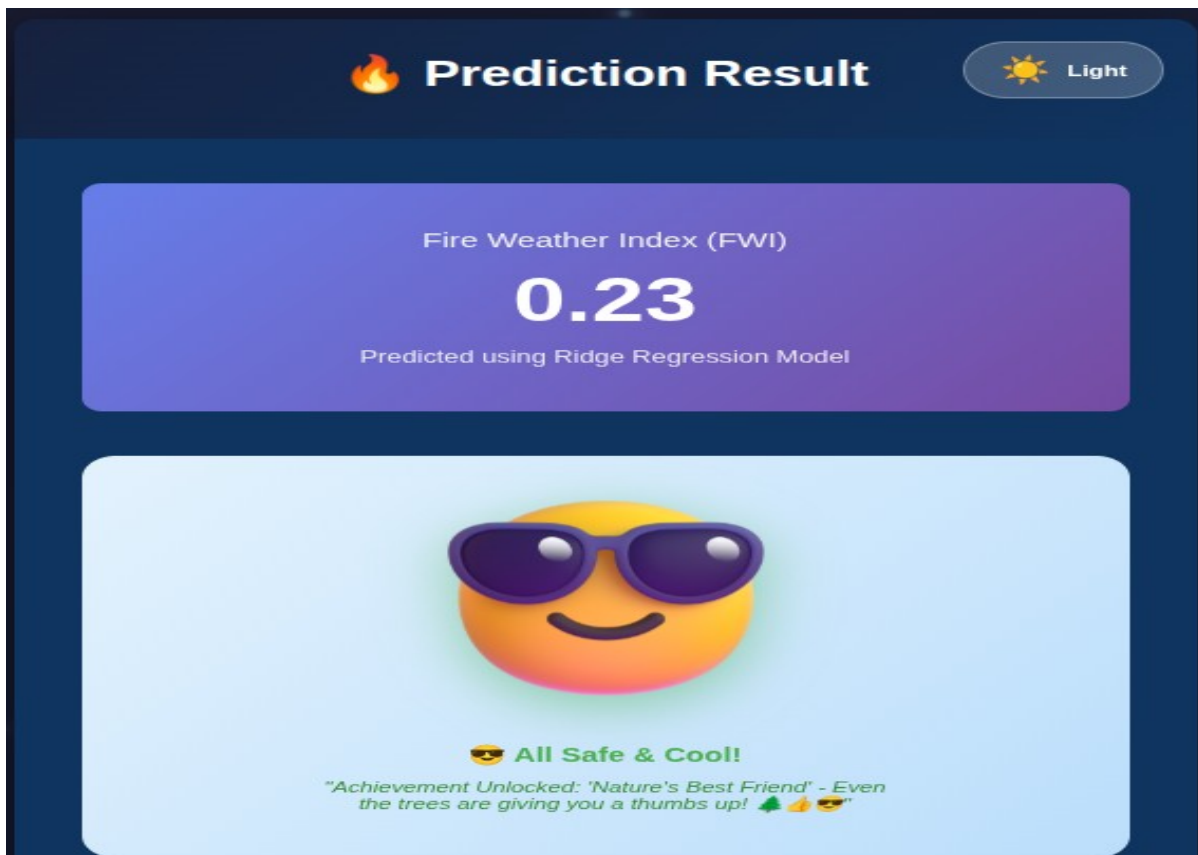 🔥 Prediction Result
☀️ Light
Fire Weather Index (FWI)
0.23
Predicted using Ridge Regression Model
😎 All Safe & Cool!
"Achievement Unlocked: 'Nature's Best Friend' - Even
the trees are giving you a thumbs up! 🌲👍😎"